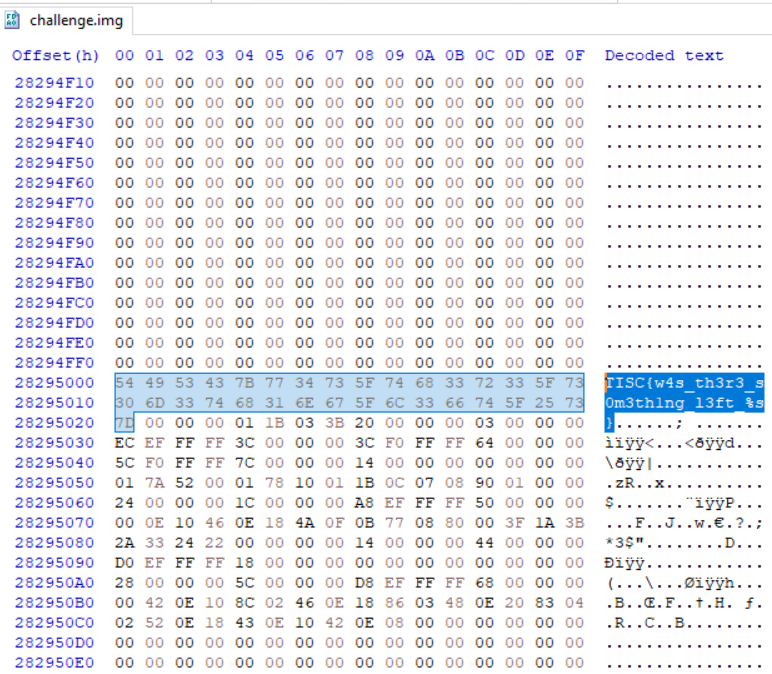 challenge.img
Offset(h) 00 01 02 03 04 05 06 07 08 09 0A 0B 0C 0D 0E 0F Decoded text
28294F10 00 00 00 00 00 00 00 00 00 00 00 00 00 00 00 00 ................
28294F20 00 00 00 00 00 00 00 00 00 00 00 00 00 00 00 00 ................
28294F30 00 00 00 00 00 00 00 00 00 00 00 00 00 00 00 00 ................
28294F40 00 00 00 00 00 00 00 00 00 00 00 00 00 00 00 00 ................
28294F50 00 00 00 00 00 00 00 00 00 00 00 00 00 00 00 00 ................
28294F60 00 00 00 00 00 00 00 00 00 00 00 00 00 00 00 00 ................
28294F70 00 00 00 00 00 00 00 00 00 00 00 00 00 00 00 00 ................
28294F80 00 00 00 00 00 00 00 00 00 00 00 00 00 00 00 00 ................
28294F90 00 00 00 00 00 00 00 00 00 00 00 00 00 00 00 00 ................
28294FA0 00 00 00 00 00 00 00 00 00 00 00 00 00 00 00 00 ................
28294FB0 00 00 00 00 00 00 00 00 00 00 00 00 00 00 00 00 ................
28294FC0 00 00 00 00 00 00 00 00 00 00 00 00 00 00 00 00 ................
28294FD0 00 00 00 00 00 00 00 00 00 00 00 00 00 00 00 00 ................
28294FE0 00 00 00 00 00 00 00 00 00 00 00 00 00 00 00 00 ................
28294FF0 00 00 00 00 00 00 00 00 00 00 00 00 00 00 00 00 ................
28295000 54 49 53 43 7B 77 34 73 5F 74 68 33 72 33 5F 73 TISC{w4s_th3r3_s
28295010 30 6D 33 74 68 31 6E 67 5F 6C 33 66 74 5F 25 73 0m3th1ng_l3ft_%s
28295020 7D 00 00 00 01 1B 03 3B 20 00 00 00 03 00 00 00 }......; .......
28295030 EC EF FF FF 3C 00 00 00 3C F0 FF FF 64 00 00 00 ìïÿÿ<...<ðÿÿd...
28295040 5C F0 FF FF 7C 00 00 00 14 00 00 00 00 00 00 00 \ðÿÿ|...........
28295050 01 7A 52 00 01 78 10 01 1B 0C 07 08 90 01 00 00 .zR..x..........
28295060 24 00 00 00 1C 00 00 00 A8 EF FF FF 50 00 00 00 $.......¨ïÿÿP...
28295070 00 0E 10 46 0E 18 4A 0F 0B 77 08 80 00 3F 1A 3B ...F..J..w.€.?.;
28295080 2A 33 24 22 00 00 00 00 14 00 00 00 44 00 00 00 *3$"........D...
28295090 D0 EF FF FF 18 00 00 00 00 00 00 00 00 00 00 00 Ðïÿÿ............
282950A0 28 00 00 00 5C 00 00 00 D8 EF FF FF 68 00 00 00 (...\...Øïÿÿh...
282950B0 00 42 0E 10 8C 02 46 0E 18 86 03 48 0E 20 83 04 .B..Œ.F..†.H. ƒ.
282950C0 02 52 0E 18 43 0E 10 42 0E 08 00 00 00 00 00 00 .R..C..B........
282950D0 00 00 00 00 00 00 00 00 00 00 00 00 00 00 00 00 ................
282950E0 00 00 00 00 00 00 00 00 00 00 00 00 00 00 00 00 ................